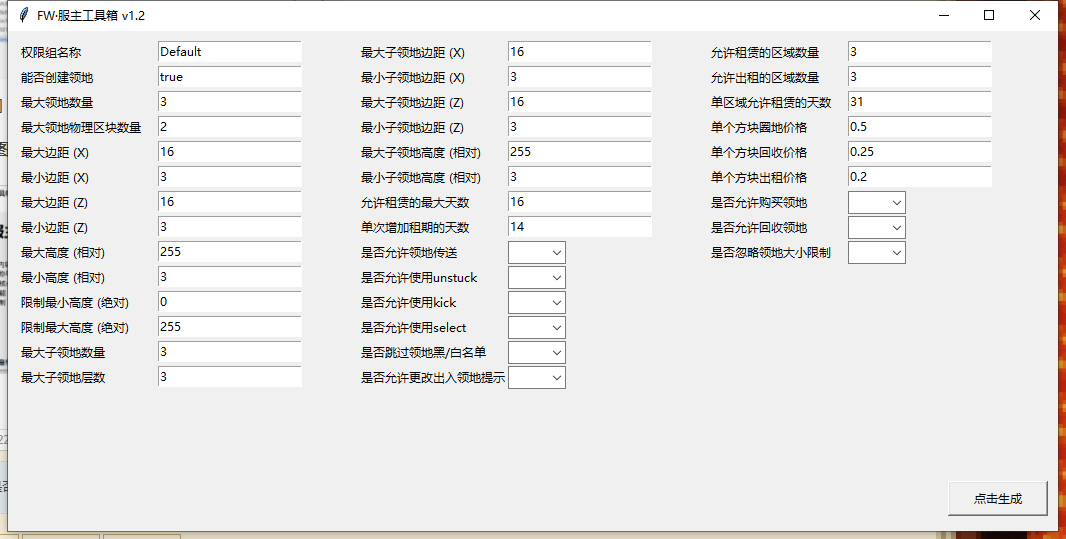 FW·服主工具箱 v1.2
权限组名称 Default
能否创建领地 true
最大领地数量 3
最大领地物理区块数量 2
最大边距 (X) 16
最小边距 (X) 3
最大边距 (Z) 16
最小边距 (Z) 3
最大高度 (相对) 255
最小高度 (相对) 3
限制最小高度 (绝对) 0
限制最大高度 (绝对) 255
最大子领地数量 3
最大子领地层数 3
最大子领地边距 (X) 16
最小子领地边距 (X) 3
最大子领地边距 (Z) 16
最小子领地边距 (Z) 3
最大子领地高度 (相对) 255
最小子领地高度 (相对) 3
允许租赁的最大天数 16
单次增加租期的天数 14
是否允许领地传送
是否允许使用unstuck
是否允许使用kick
是否允许使用select
是否跳过领地黑/白名单
是否允许更改出入领地提示
允许租赁的区域数量 3
允许出租的区域数量 3
单区域允许租赁的天数 31
单个方块圈地价格 0.5
单个方块回收价格 0.25
单个方块出租价格 0.2
是否允许购买领地
是否允许回收领地
是否忽略领地大小限制
点击生成